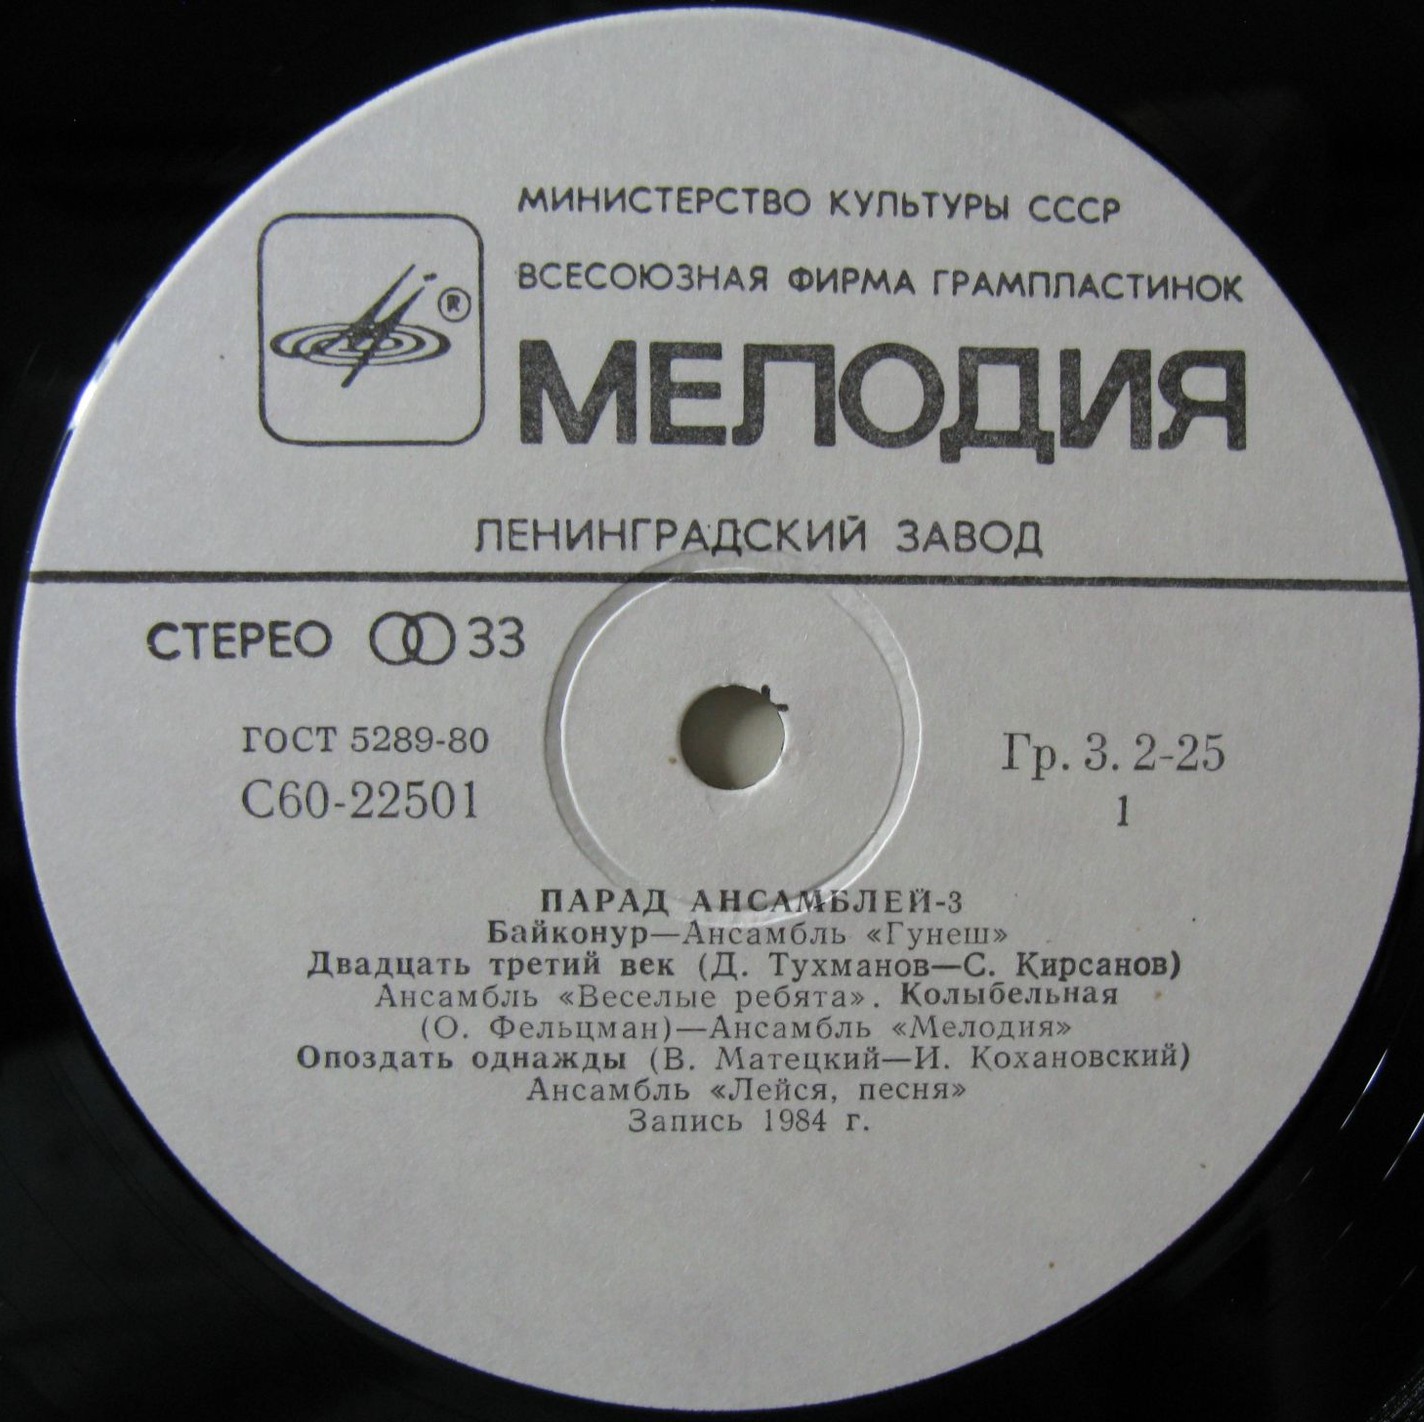 МИНИСТЕРСТВО КУЛЬТУРЫ СССР
ВСЕСОЮЗНАЯ ФИРМА ГРАМПЛАСТИНОК
®
МЕЛОДИЯ
ЛЕНИНГРАДСКИЙ ЗАВОД
СТЕРЕО 33
ГОСТ 5289-80
С60-22501
Гр. 3. 2-25
1
ПАРАД АНСАМБЛЕЙ-3
Байконур—Ансамбль «Гунеш»
Двадцать третий век (Д. Тухманов—С. Кирсанов)
Ансамбль «Веселые ребята». Колыбельная
(О. Фельцман)—Ансамбль «Мелодия»
Опоздать однажды (В. Матецкий—И. Кохановский)
Ансамбль «Лейся, песня»
Запись 1984 г.